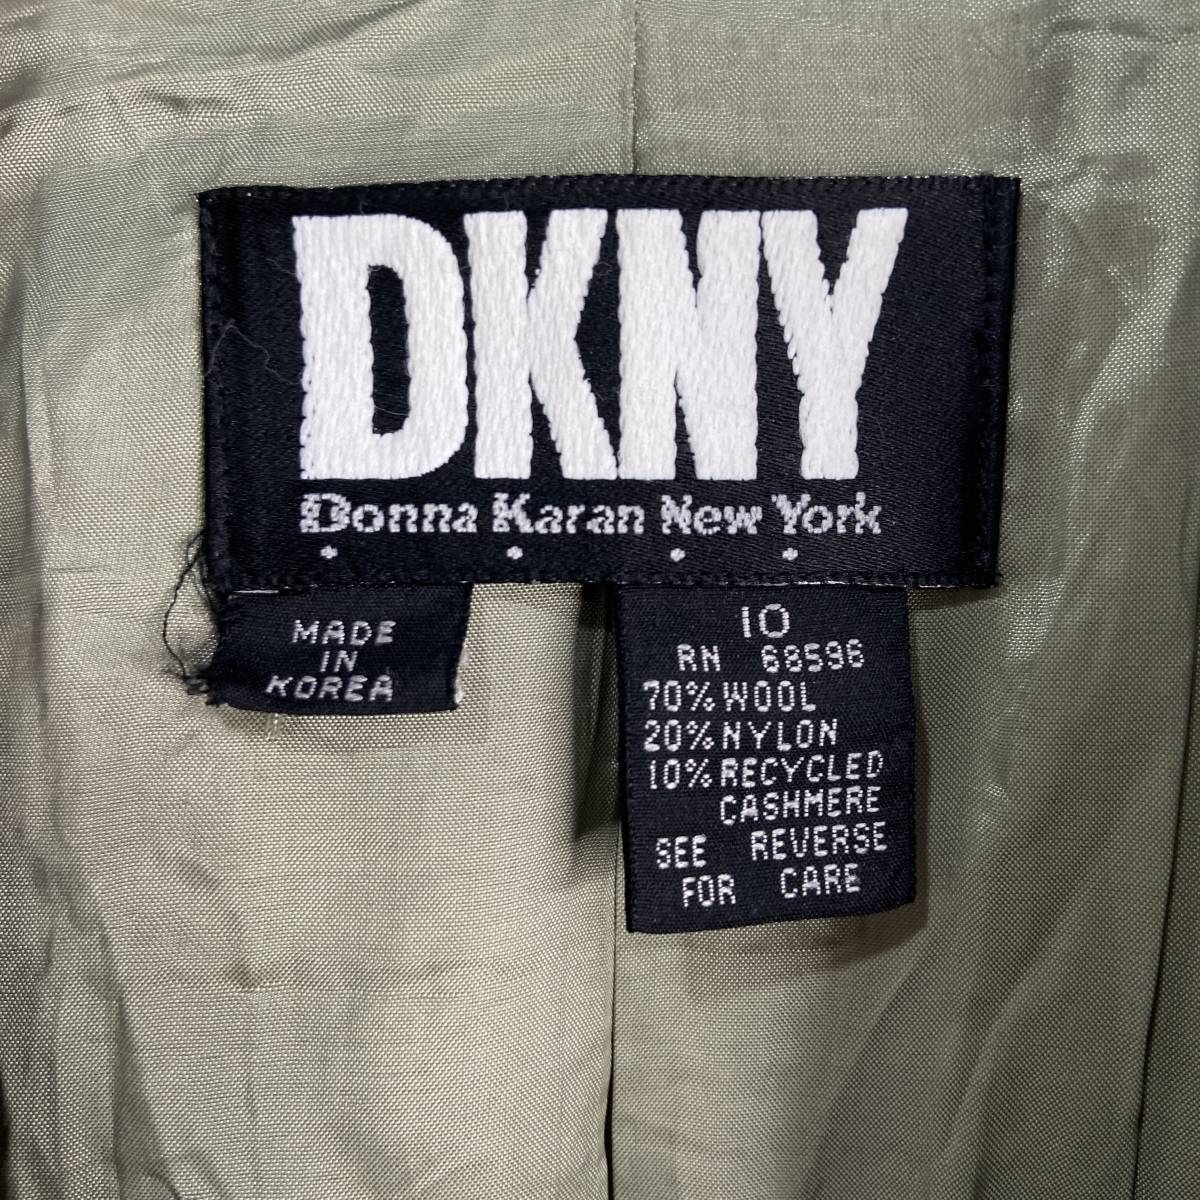 DKNY
Donna Karan New York
MADE
IN
KOREA
10
RN 68596
70% WOOL
20% NYLON
10% RECYCLED
CASHMERE
SEE REVERSE
FOR CARE